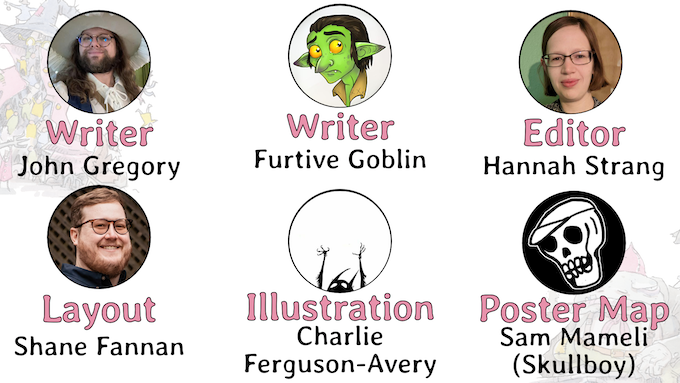 Writer
John Gregory
Writer
Furtive Goblin
Editor
Hannah Strang
Layout
Shane Fannan
Illustration
Charlie
Ferguson-Avery
Poster Map
Sam Mameli
(Skullboy)